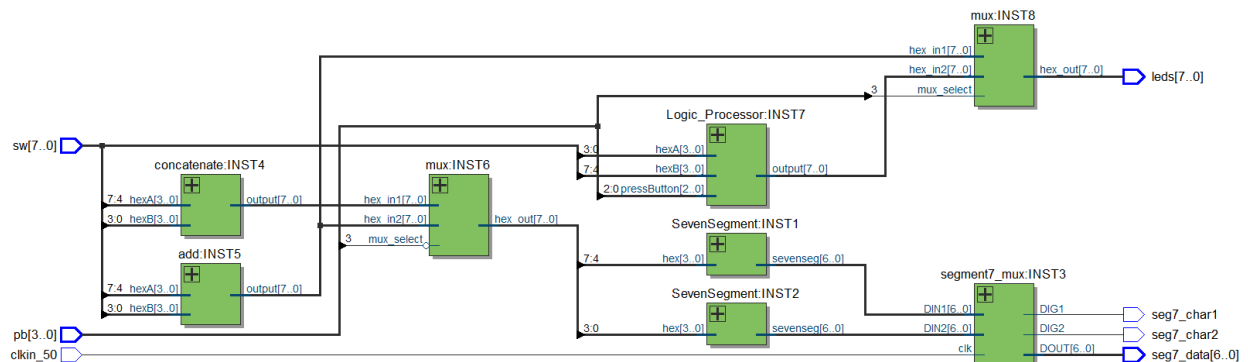 mux:INST8
hex_in1[7..0]
hex_in2[7..0] hex_out[7..0] leds[7..0]
3 mux_select
Logic_Processor:INST7
sw[7..0] 3:0 hexA[3..0]
concatenate:INST4 mux:INST6 7:4 hexB[3..0] output[7..0]
2:0 pressButton[2..0]
7:4 hexA[3..0] output[7..0] hex_in1[7..0]
3:0 hexB[3..0] hex_in2[7..0] hex_out[7..0] SevenSegment:INST1
3 mux_select
add:INST5 7:4 hex[3..0] sevenseg[6..0]
segment7_mux:INST3
7:4 hexA[3..0] output[7..0] SevenSegment:INST2
3:0 hexB[3..0] DIN1[6..0] DIG1 seg7_char1
pb[3..0] 3:0 hex[3..0] sevenseg[6..0] DIN2[6..0] DIG2 seg7_char2
clkin_50 clk DOUT[6..0] seg7_data[6..0]